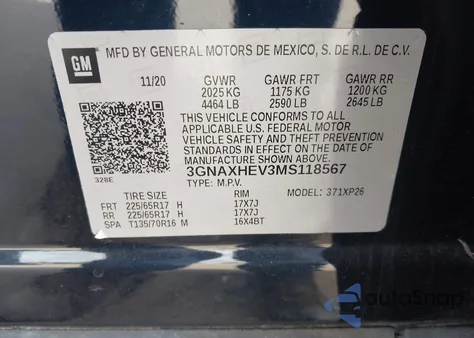 GM
MFD BY GENERAL MOTORS DE MEXICO, S. DE R.L. DE C.V.
11/20 GVWR GAWR FRT GAWR RR
2025 KG 1175 KG 1200 KG
4464 LB 2590 LB 2645 LB
THIS VEHICLE CONFORMS TO ALL
APPLICABLE U.S. FEDERAL MOTOR
VEHICLE SAFETY AND THEFT
PREVENTION STANDARDS IN EFFECT
ON THE DATE OF MANUFACTURE
SHOWN ABOVE.
3GNAXHEV3MS118567
328E TYPE: M.P.V. MODEL: 371XP26
TIRE SIZE RIM
FRT 225/65R17 H 17X7J
RR 225/65R17 H 17X7J
SPA T135/70R16 M 16X4BT
autoSnap